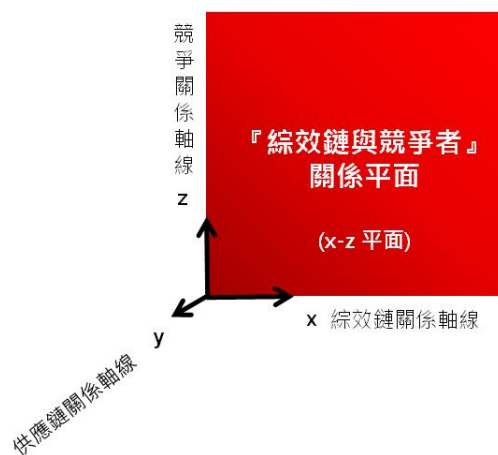 競爭關係軸線
z
『綜效鏈與競爭者』
關係平面
(x-z 平面)
x 綜效鏈關係軸線
y
供應鏈關係軸線